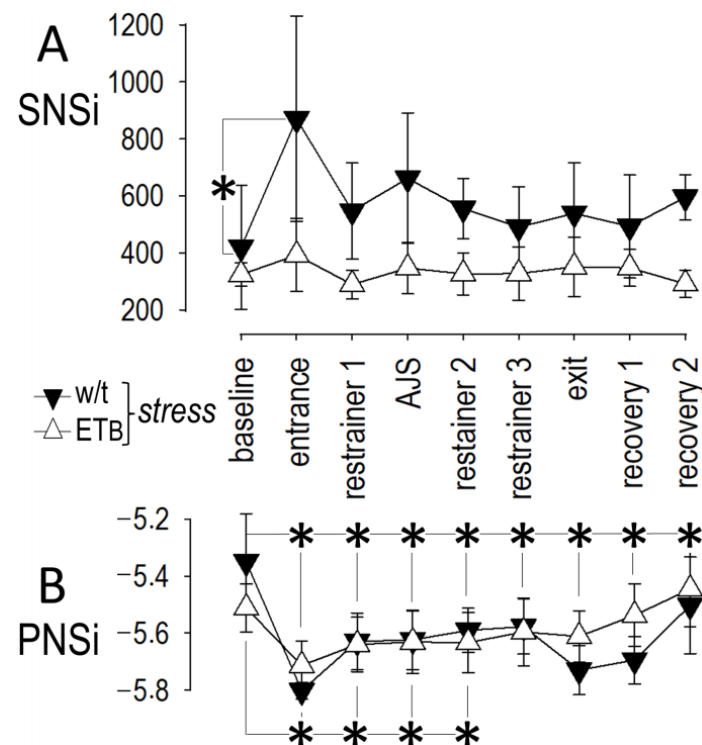 A
SNSi
1200
1000
800
600
400
200
*
w/t
ETB
stress
baseline
entrance
restrainer 1
AJS
restainer 2
restrainer 3
exit
recovery 1
recovery 2
B
PNSi
−5.2
−5.4
−5.6
−5.8
* * * * * * * *
* * * *